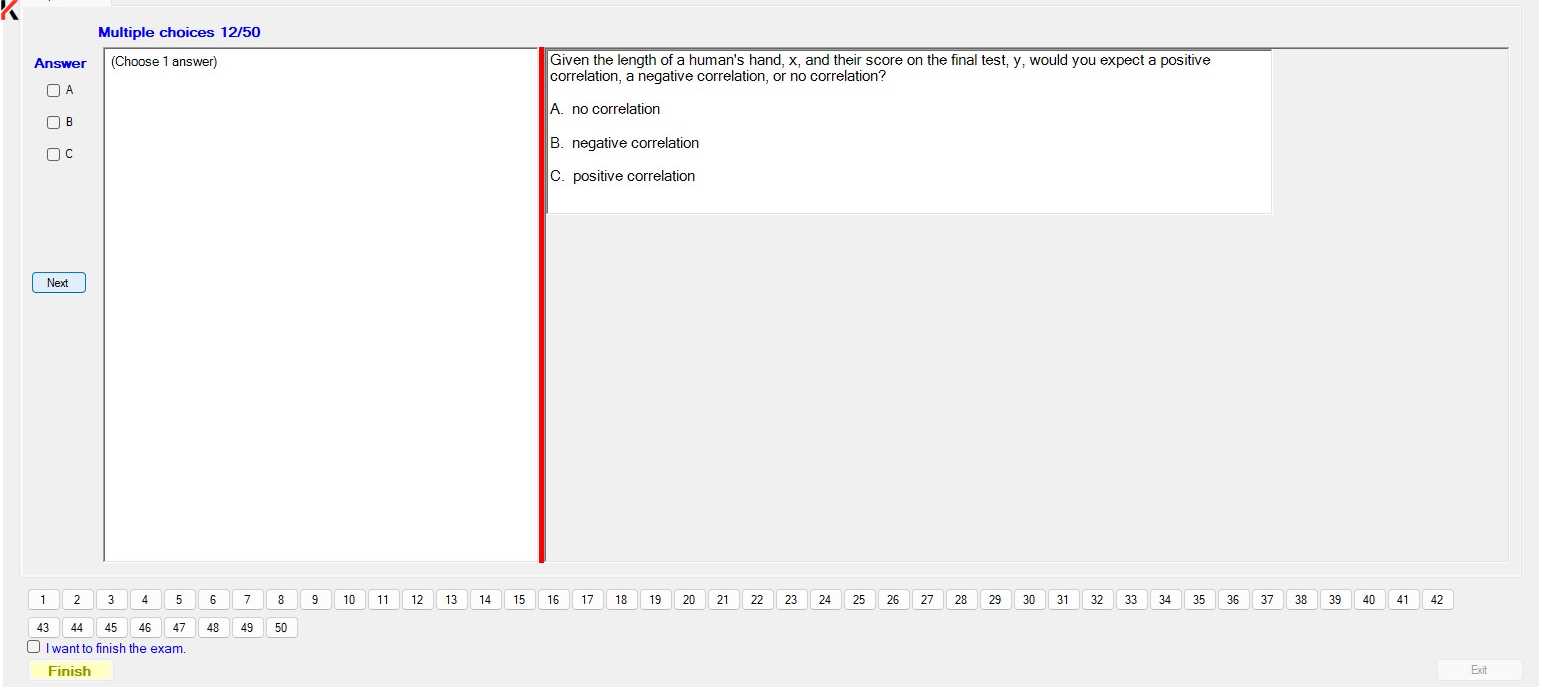 Multiple choices 12/50
Answer
(Choose 1 answer)
A
B
C
Next
Given the length of a human's hand, x, and their score on the final test, y, would you expect a positive
correlation, a negative correlation, or no correlation?
A. no correlation
B. negative correlation
C. positive correlation
1 2 3 4 5 6 7 8 9 10 11 12 13 14 15 16 17 18 19 20 21 22 23 24 25 26 27 28 29 30 31 32 33 34 35 36 37 38 39 40 41 42
43 44 45 46 47 48 49 50
I want to finish the exam.
Finish
Exit